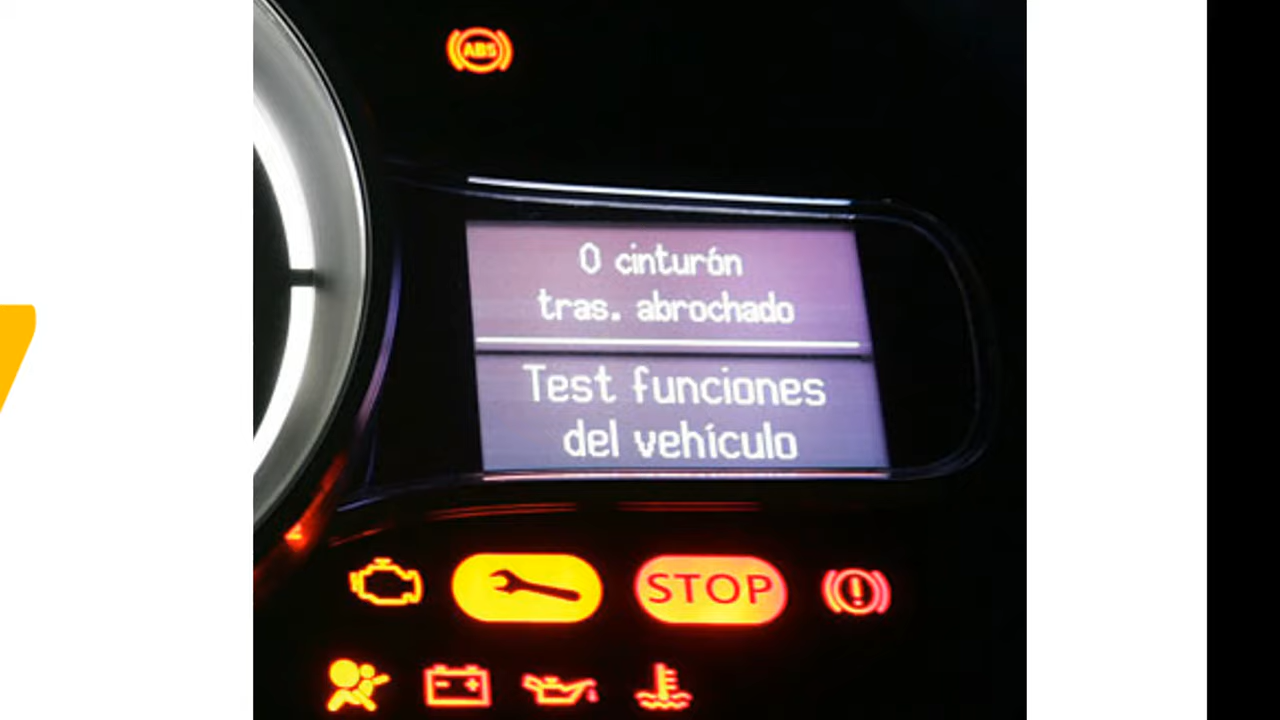 ABS
0 cinturón
tras. abrochado
Test funciones
del vehículo
STOP